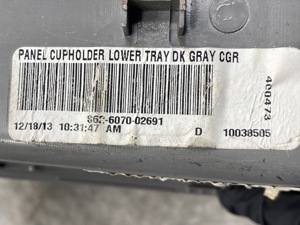 PANEL CUPHOLDER LOWER TRAY DK GRAY CGR
400473
12/18/13 10:31:47 AM
D 10038505